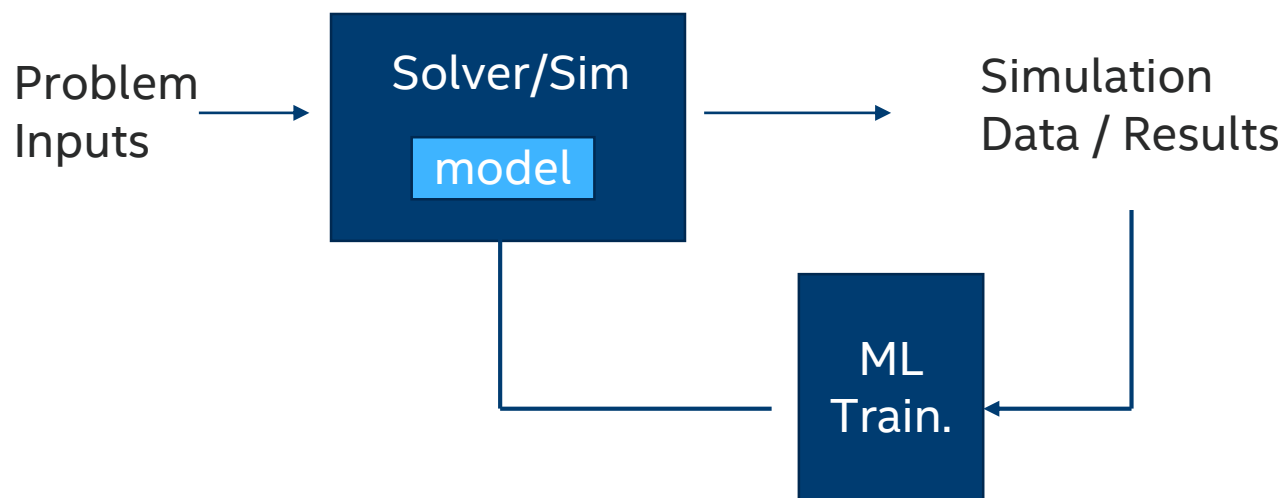 Problem
Inputs
Solver/Sim
model
Simulation
Data / Results
ML
Train.